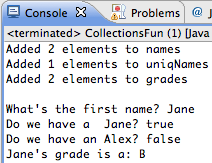 Console Problems @ J
<terminated> CollectionsFun (1) [Java
Added 2 elements to names
Added 1 elements to uniqNames
Added 2 elements to grades
What's the first name? Jane
Do we have a  Jane? true
Do we have an Alex? false
Jane's grade is a: B